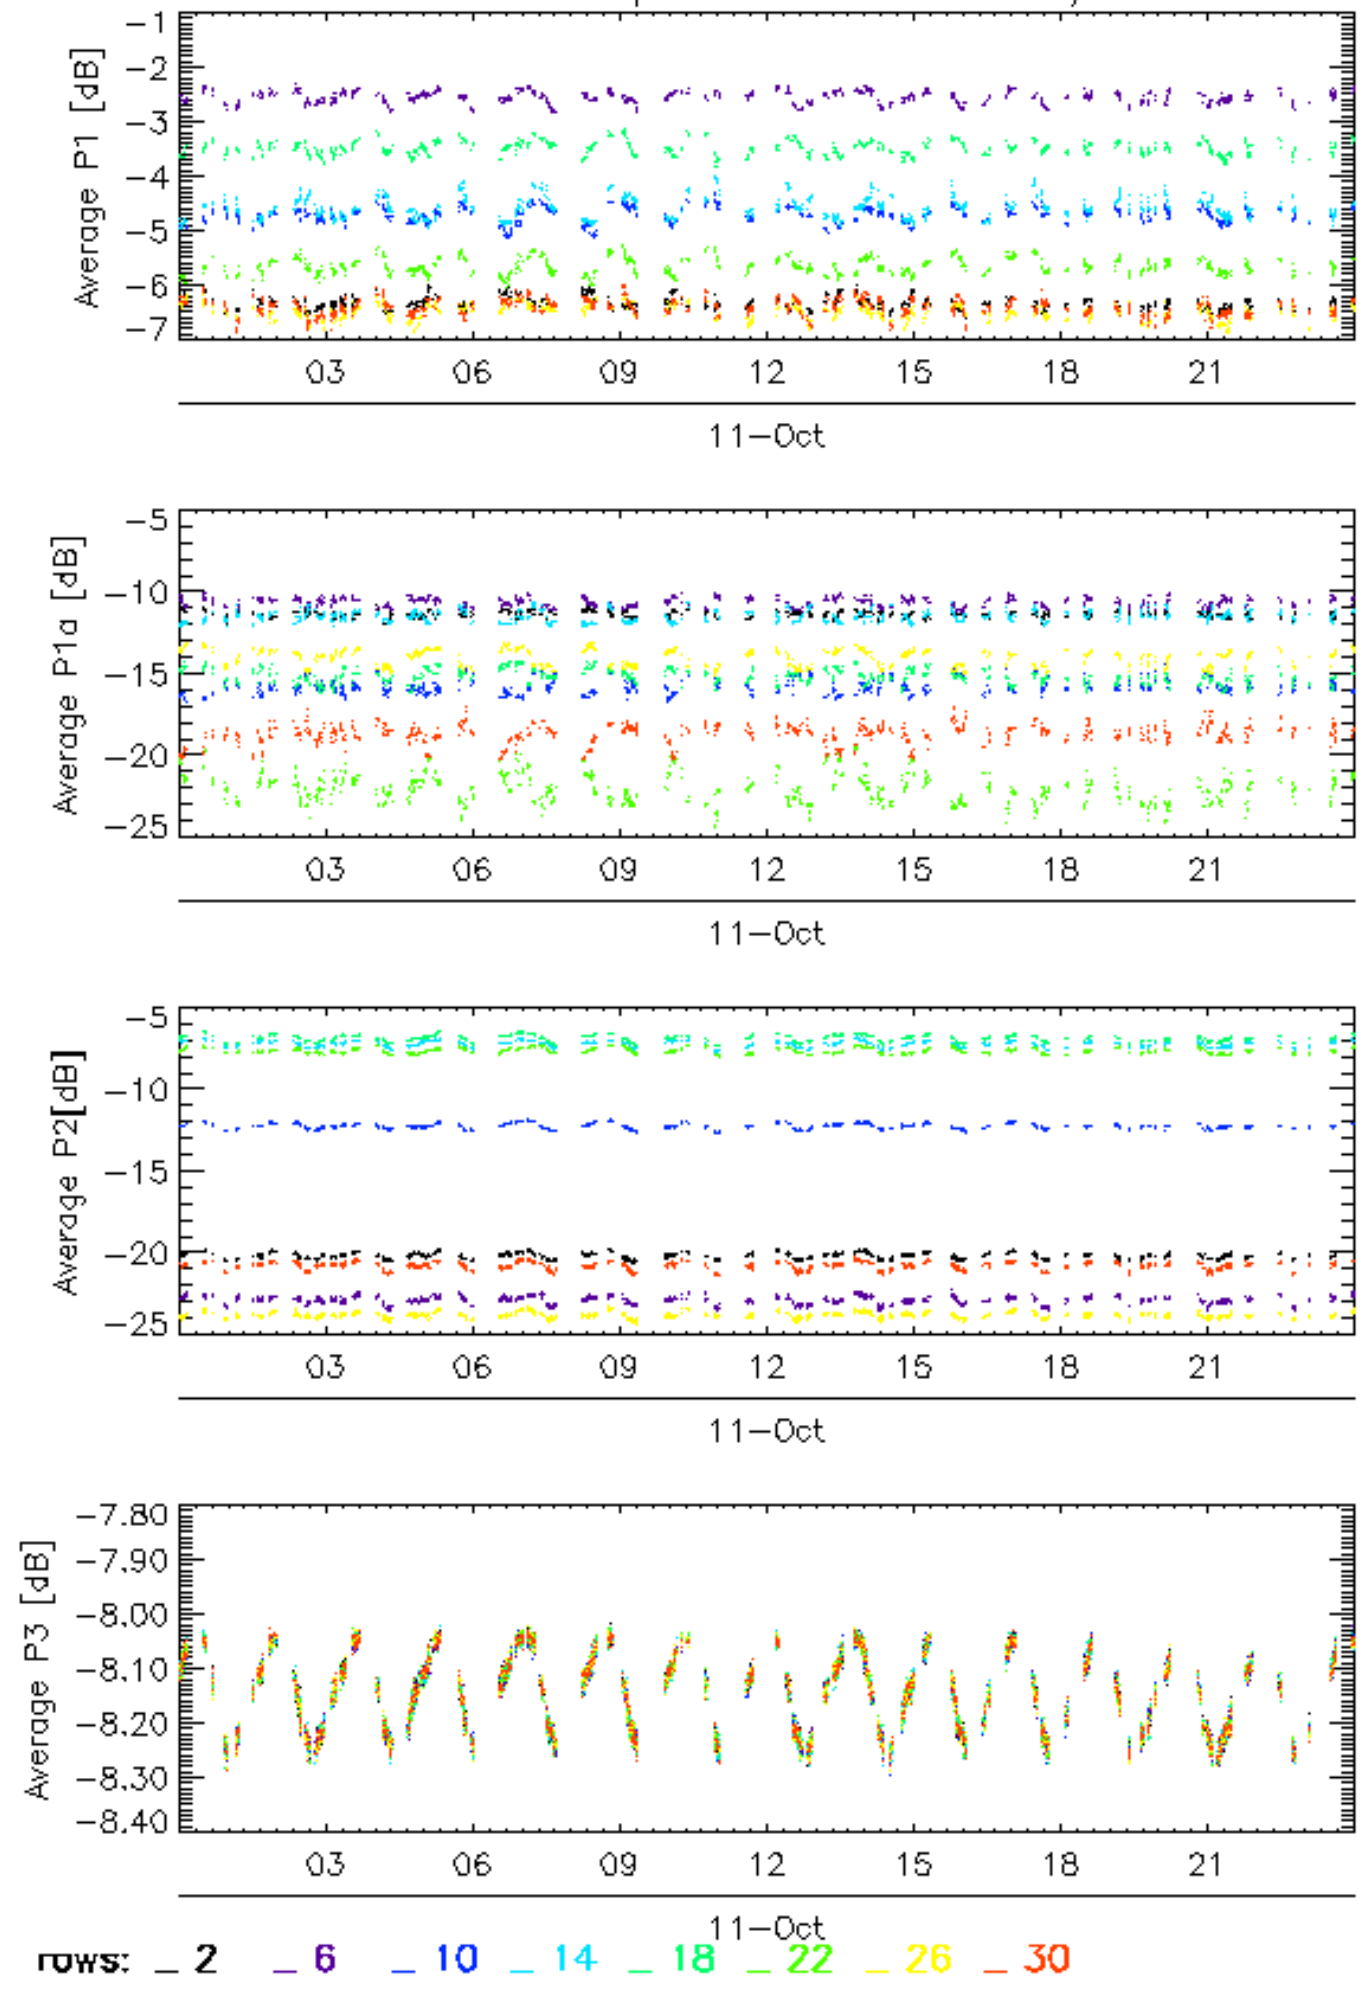 Average P1 [dB]
-1
-2
-3
-4
-5
-6
-7
03 06 09 12 15 18 21
11-Oct
Average P1a [dB]
-5
-10
-15
-20
-25
03 06 09 12 15 18 21
11-Oct
Average P2[dB]
-5
-10
-15
-20
-25
03 06 09 12 15 18 21
11-Oct
Average P3 [dB]
-7.80
-7.90
-8.00
-8.10
-8.20
-8.30
-8.40
03 06 09 12 15 18 21
11-Oct
rows: _ 2 _ 6 _ 10 _ 14 _ 18 _ 22 _ 26 _ 30